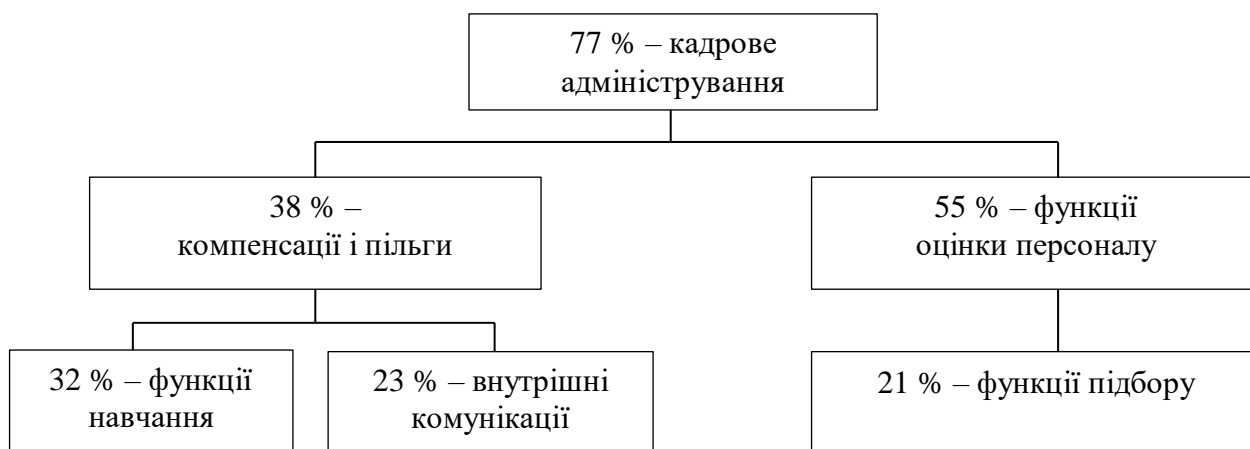 77 % – кадрове
адміністрування
38 % –
компенсації і пільги
55 % – функції
оцінки персоналу
32 % – функції
навчання
23 % – внутрішні
комунікації
21 % – функції підбору